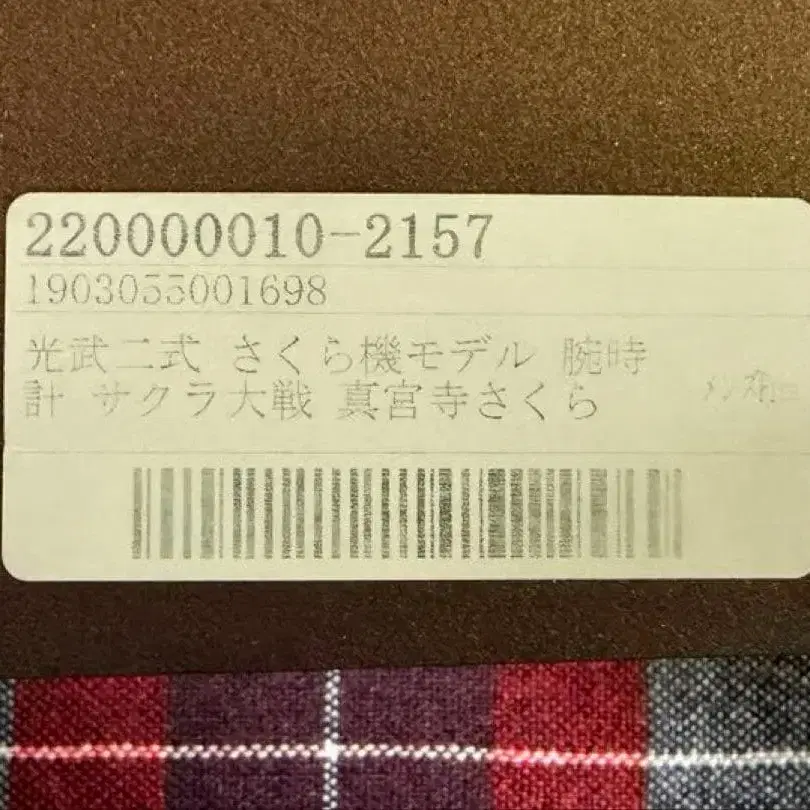 220000010-2157
1903055001698
光武二式 さくら機モデル 腕時
計 サクラ大戦 真宮寺さくら